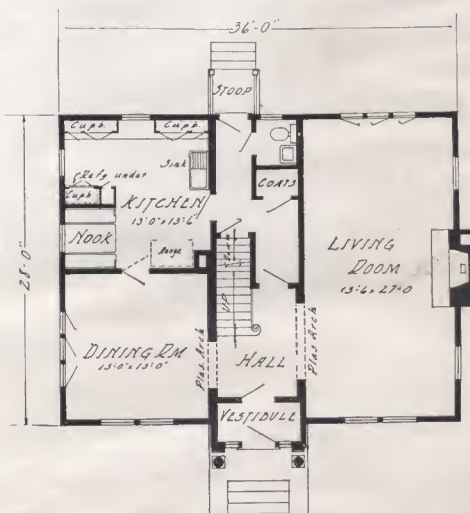 36'-0"
STOOP
Cupb.
Cupb.
Refg under
Sink
Cupb
KITCHEN
13'0" x 13'6"
COATS
NOOK
Range
LIVING
ROOM
13'6 x 27'0
28'-0"
UP
DINING RM
13'0" x 13'0"
Plas. Arch
HALL
Plas. Arch
VESTIBULE